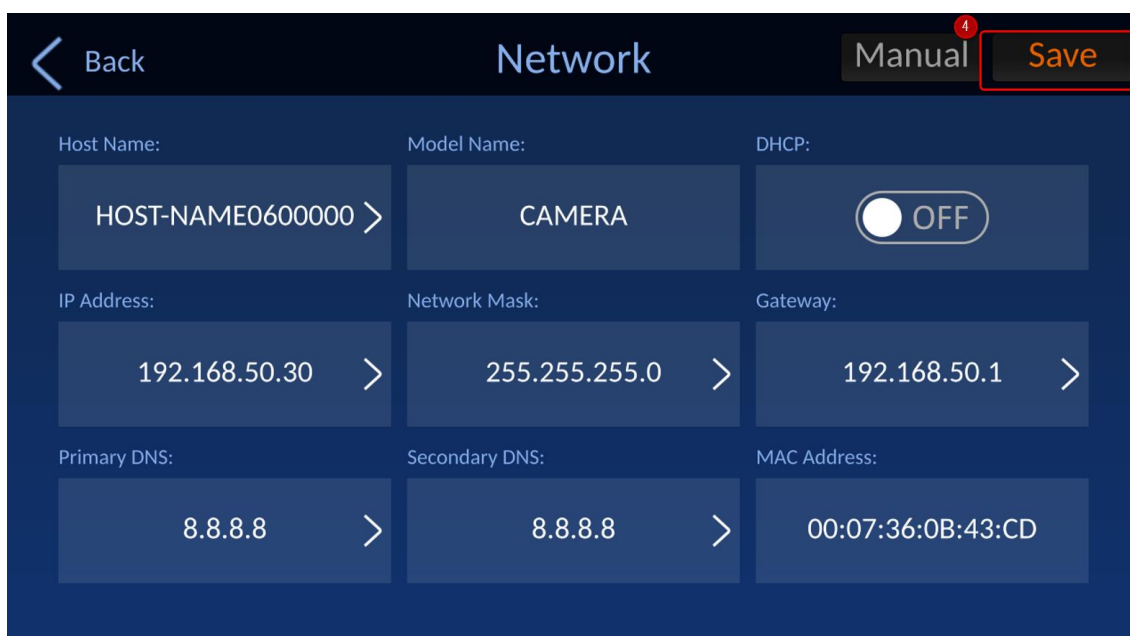 4
Back Network Manual Save
Host Name: Model Name: DHCP:
HOST-NAME0600000 CAMERA OFF
IP Address: Network Mask: Gateway:
192.168.50.30 255.255.255.0 192.168.50.1
Primary DNS: Secondary DNS: MAC Address:
8.8.8.8 8.8.8.8 00:07:36:0B:43:CD